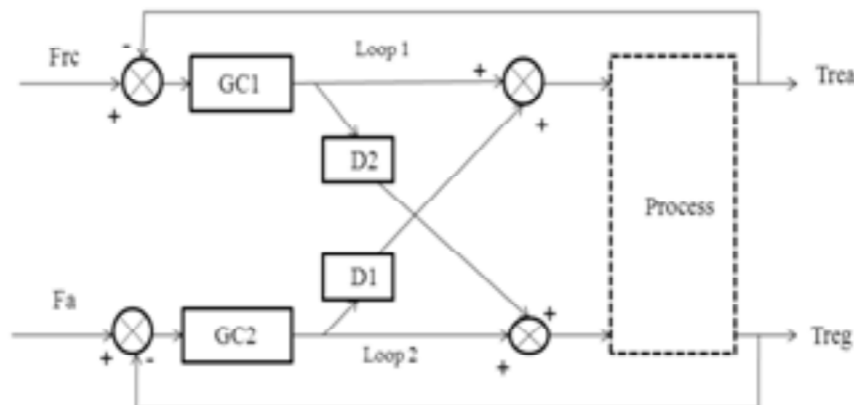 Frc
-
+
GC1
Loop 1
+
+
Trea
D2
Process
D1
Fa
+
-
GC2
Loop 2
+
+
Treg